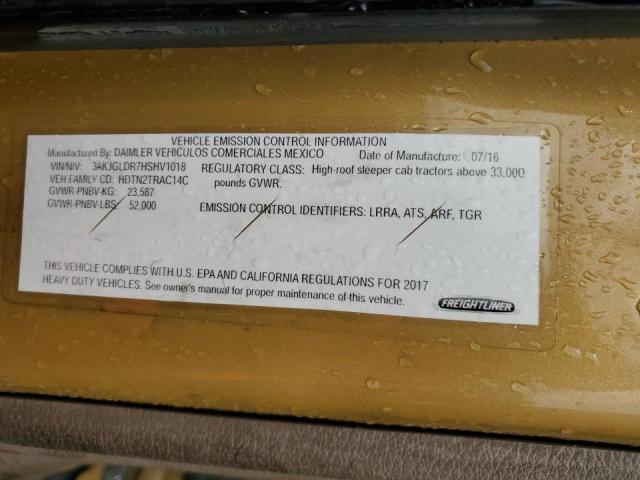 VEHICLE EMISSION CONTROL INFORMATION
Manufactured By: DAIMLER VEHICULOS COMERCIALES MEXICO Date of Manufacture: 07/16
VIN/NIV: 3AKJGLDR7HSHV1018 REGULATORY CLASS: High-roof sleeper cab tractors above 33,000
VEH FAMILY CD: HDTN2TRAC14C pounds GVWR.
GVWR-PNBV-KG: 23,587
GVWR-PNBV-LBS: 52,000 EMISSION CONTROL IDENTIFIERS: LRRA, ATS, ARF, TGR
THIS VEHICLE COMPLIES WITH U.S. EPA AND CALIFORNIA REGULATIONS FOR 2017
HEAVY DUTY VEHICLES. See owner's manual for proper maintenance of this vehicle.
FREIGHTLINER